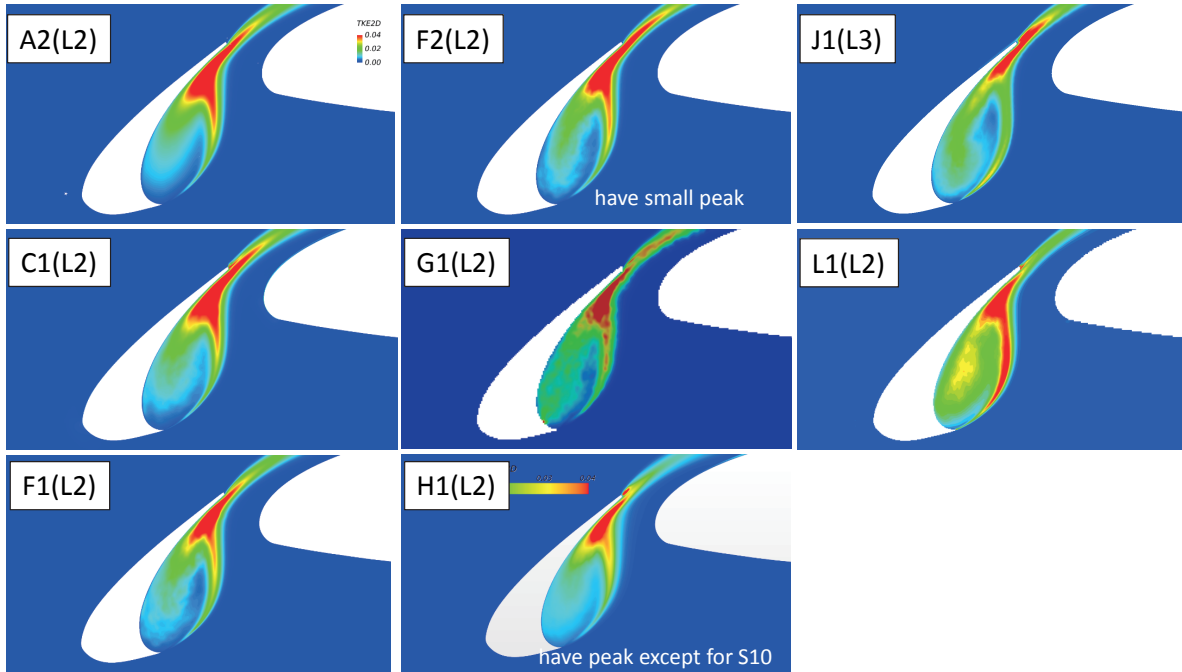 A2(L2)
TKE2D
0.04
0.02
0.00
F2(L2)
have small peak
J1(L3)
C1(L2)
G1(L2)
L1(L2)
F1(L2)
H1(L2)
have peak except for S10